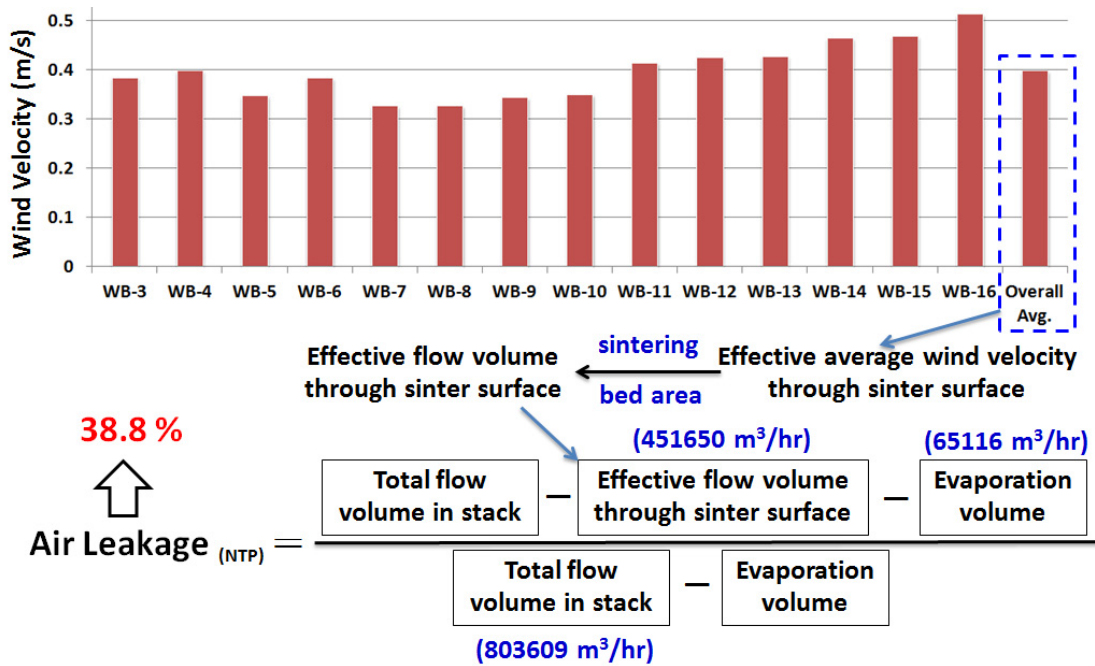 Wind Velocity (m/s)
0.5
0.4
0.3
0.2
0.1
0
WB-3 WB-4 WB-5 WB-6 WB-7 WB-8 WB-9 WB-10 WB-11 WB-12 WB-13 WB-14 WB-15 WB-16 Overall
Avg.
Effective flow volume
through sinter surface
sintering
bed area
Effective average wind velocity
through sinter surface
38.8 %
(451650 m³/hr)
(65116 m³/hr)
Air Leakage (NTP) =
Total flow
volume in stack
−
Effective flow volume
through sinter surface
−
Evaporation
volume
Total flow
volume in stack
−
Evaporation
volume
(803609 m³/hr)